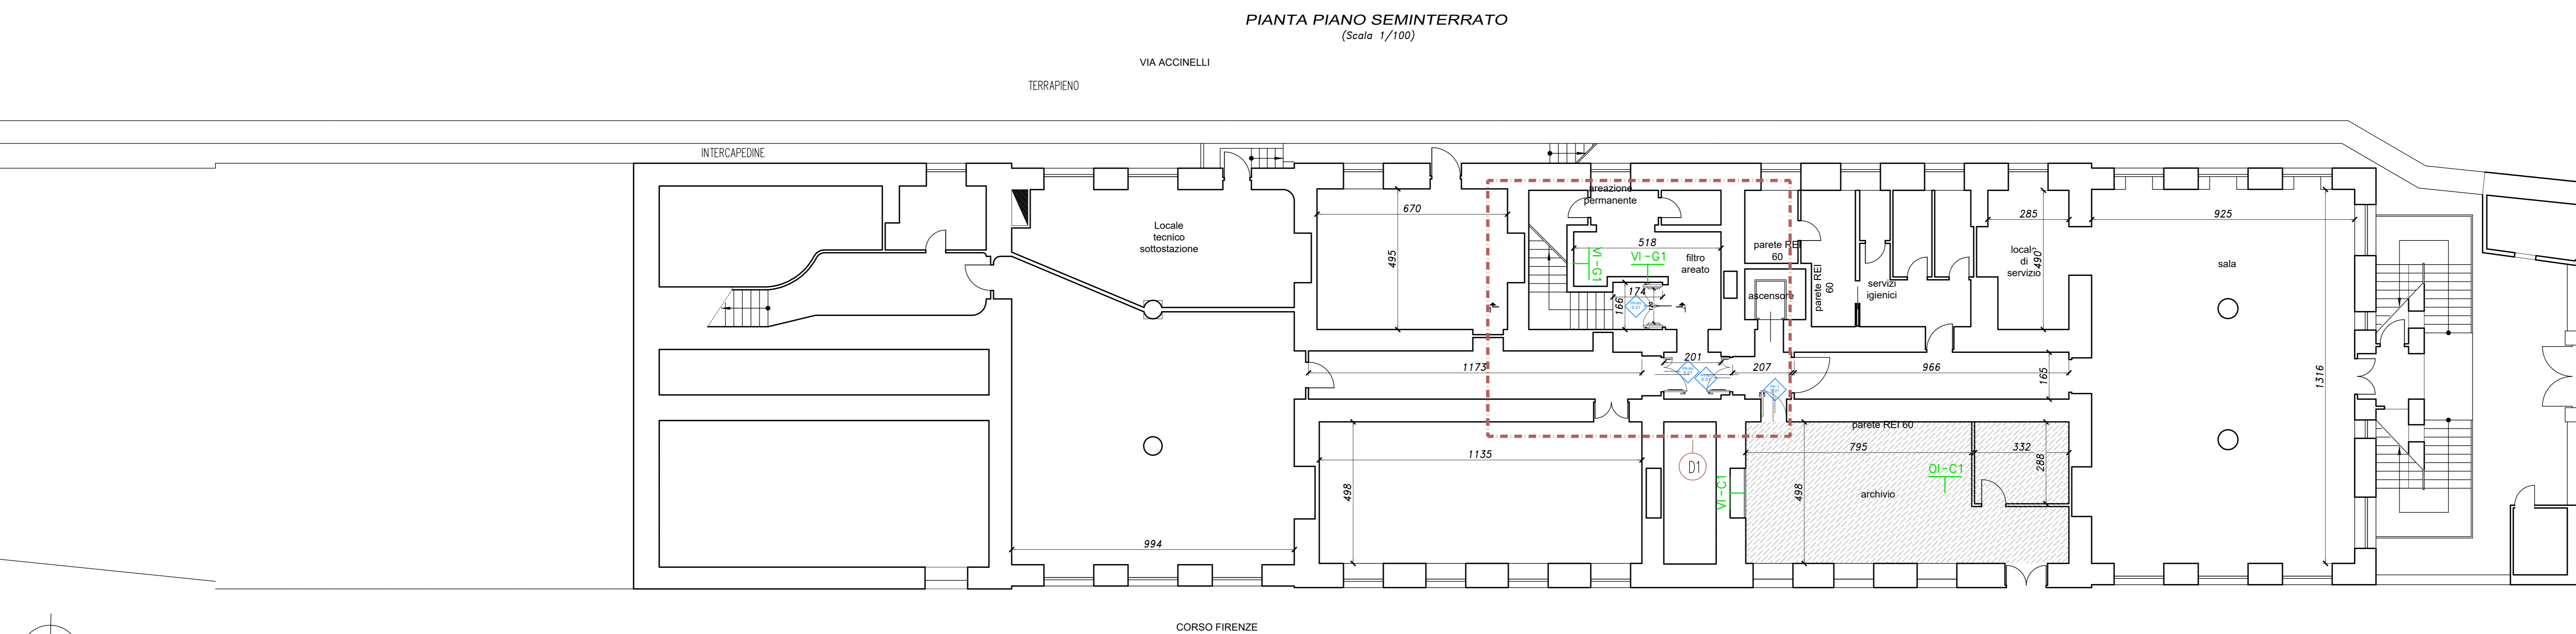 PIANTA PIANO SEMINTERRATO
(Scala 1/100)
VIA ACCINELLI
TERRAPIENO
INTERCAPEDINE
Locale
tecnico
sottostazione
670
495
areazione
permanente
518
VI-G1
VI-G1
filtro
areato
174
166
120
parete REI
60
ascensore
parete REI
60
servizi
igienici
285
locale
di
servizio
490
925
sala
1316
1173
201
207
966
165
parete REI 60
1135
498
D1
VI-C1
795
498
archivio
OI-C1
332
288
994
CORSO FIRENZE